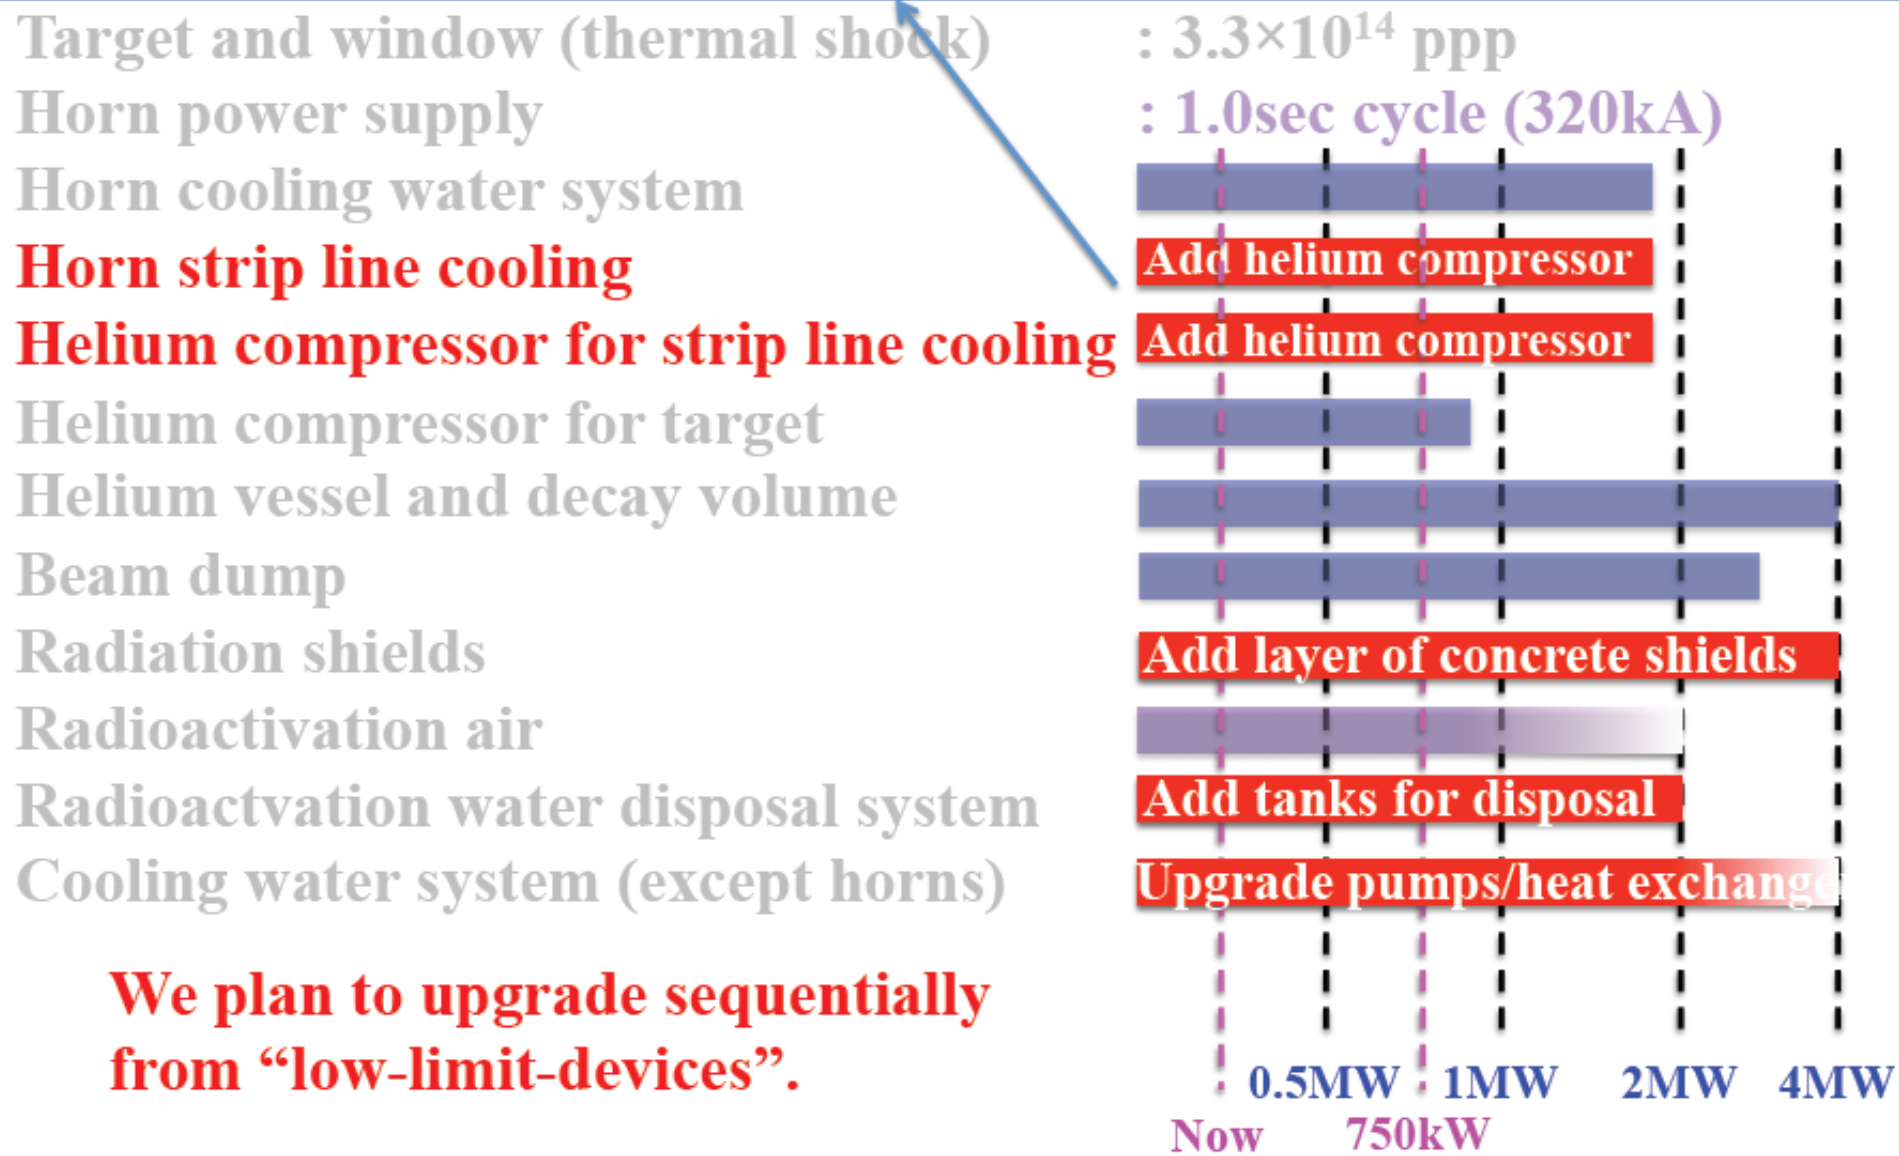 Target and window (thermal shock) : 3.3×10¹⁴ ppp
Horn power supply : 1.0sec cycle (320kA)
Horn cooling water system
Horn strip line cooling Add helium compressor
Helium compressor for strip line cooling Add helium compressor
Helium compressor for target
Helium vessel and decay volume
Beam dump
Radiation shields Add layer of concrete shields
Radioactivation air
Radioactvation water disposal system Add tanks for disposal
Cooling water system (except horns) Upgrade pumps/heat exchange
We plan to upgrade sequentially
from “low-limit-devices”.
0.5MW 1MW 2MW 4MW
Now 750kW